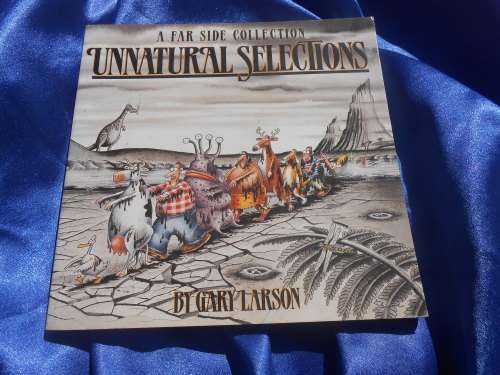 A FAR SIDE COLLECTION
UNNATURAL SELECTIONS
BY GARY LARSON